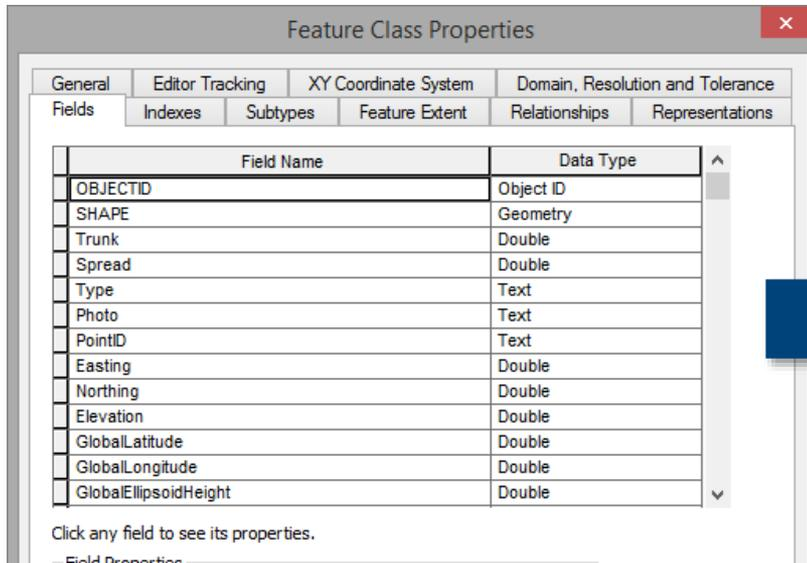 Feature Class Properties
General Editor Tracking XY Coordinate System Domain, Resolution and Tolerance
Fields Indexes Subtypes Feature Extent Relationships Representations
Field Name Data Type
OBJECTID Object ID
SHAPE Geometry
Trunk Double
Spread Double
Type Text
Photo Text
PointID Text
Easting Double
Northing Double
Elevation Double
GlobalLatitude Double
GlobalLongitude Double
GlobalEllipsoidHeight Double
Click any field to see its properties.
Field Properties